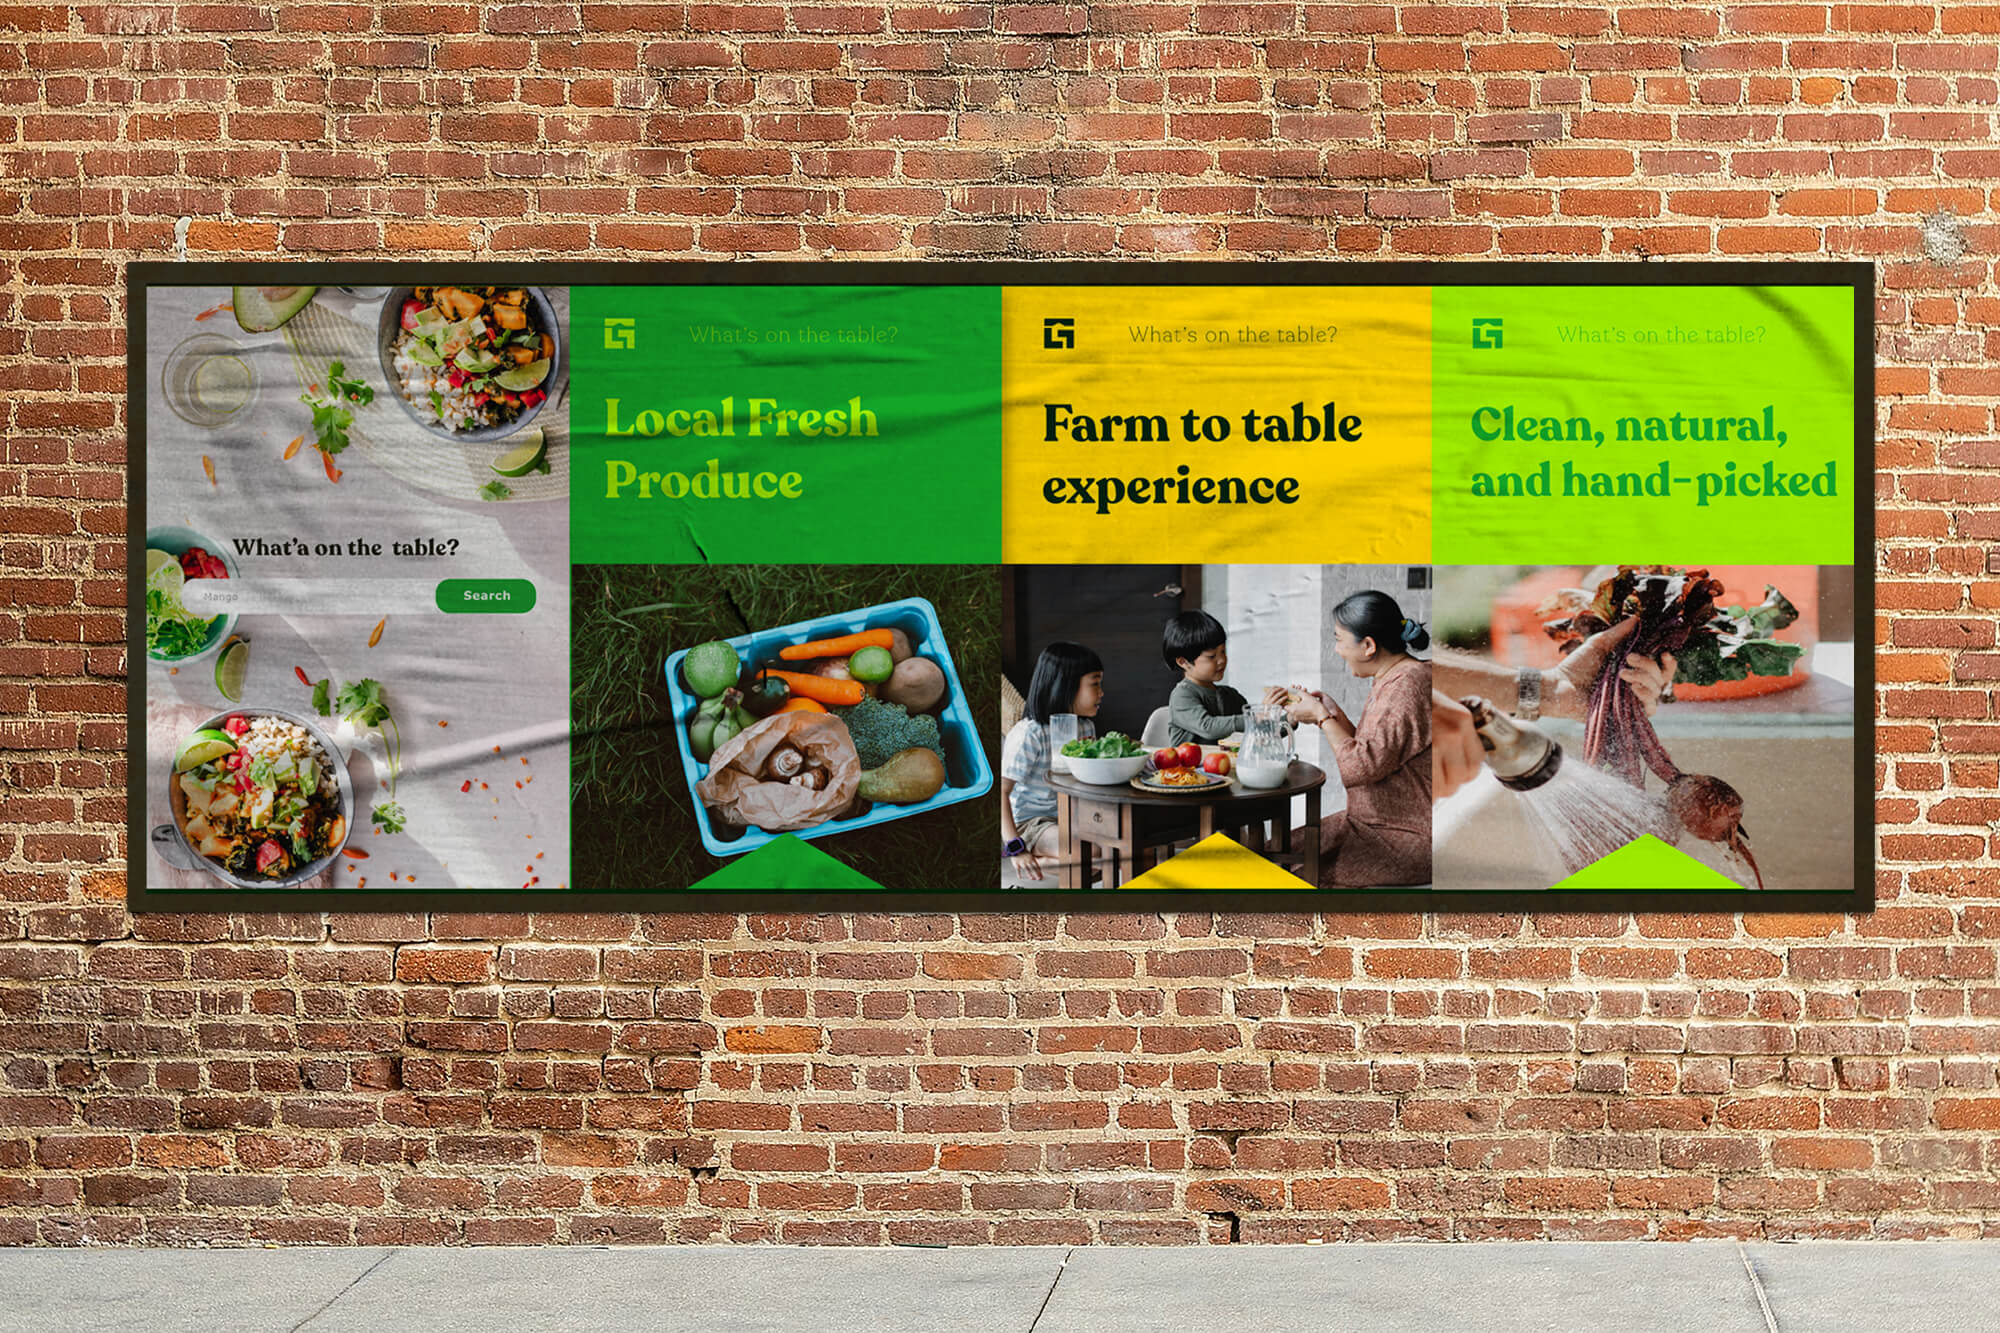 What'a on the table?
Mango
Search
What's on the table?
Local Fresh
Produce
What's on the table?
Farm to table
experience
What's on the table?
Clean, natural,
and hand-picked